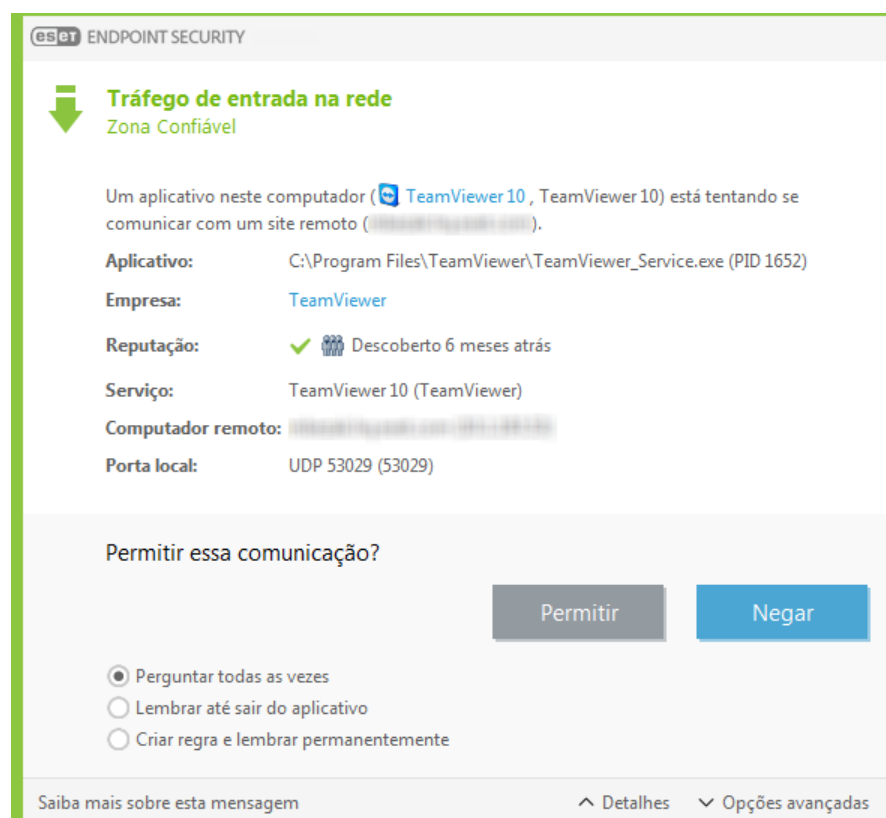 eset ENDPOINT SECURITY
Tráfego de entrada na rede
Zona Confiável
Um aplicativo neste computador ( TeamViewer 10 , TeamViewer 10) está tentando se
comunicar com um site remoto ( ).
Aplicativo: C:\Program Files\TeamViewer\TeamViewer_Service.exe (PID 1652)
Empresa: TeamViewer
Reputação: Descoberto 6 meses atrás
Serviço: TeamViewer 10 (TeamViewer)
Computador remoto:
Porta local: UDP 53029 (53029)
Permitir essa comunicação?
Permitir Negar
Perguntar todas as vezes
Lembrar até sair do aplicativo
Criar regra e lembrar permanentemente
Saiba mais sobre esta mensagem Detalhes Opções avançadas